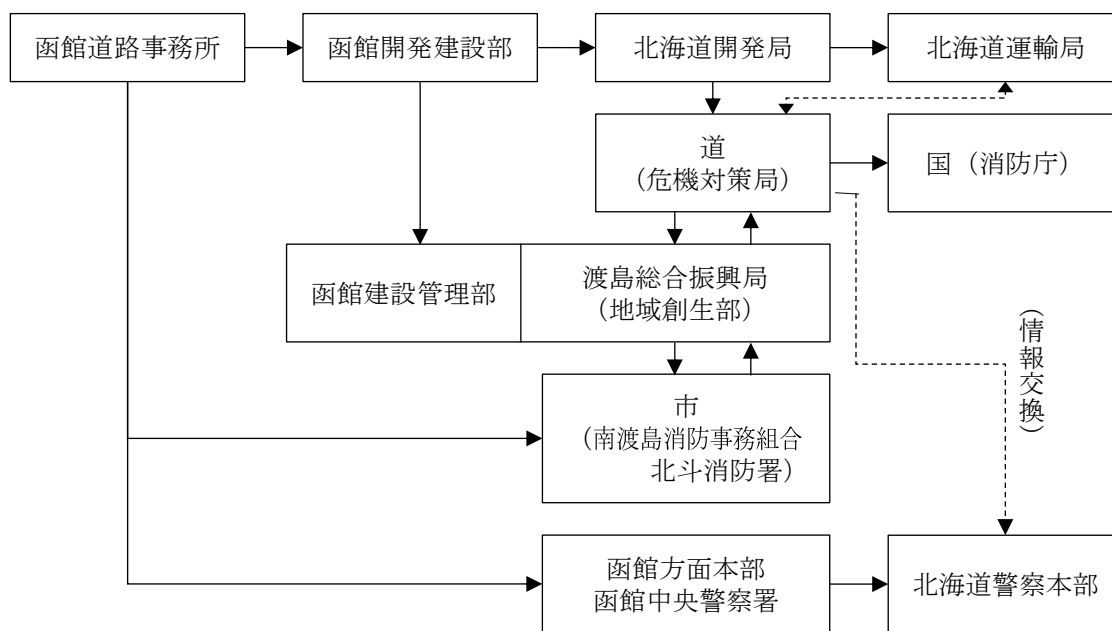 函館道路事務所
函館開発建設部
北海道開発局
北海道運輸局
道
（危機対策局）
国（消防庁）
函館建設管理部
渡島総合振興局
（地域創生部）
（情報交換）
市
（南渡島消防事務組合
北斗消防署）
函館方面本部
函館中央警察署
北海道警察本部